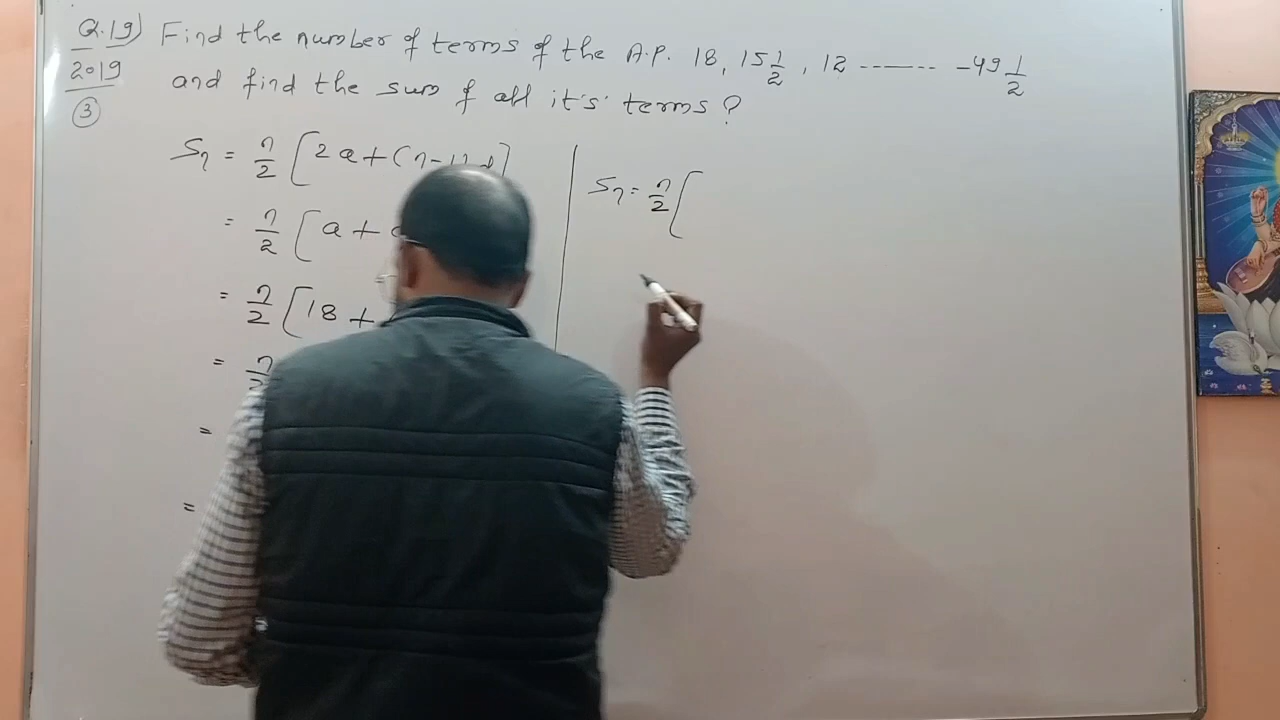 Q.19) Find the number of terms of the A.P. 18, 15 1/2, 12 ------- -49 1/2
2019 and find the sum of all it's terms?
③
Sn = n/2 [2a+(n-1)d]
= n/2 [a +
= n/2 [18 +
= n/2
=
=
Sn = n/2 [